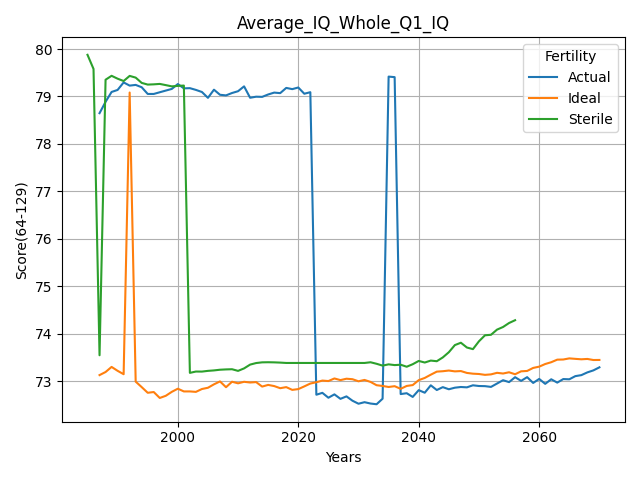 Average_IQ_Whole_Q1_IQ
Fertility
Actual
Ideal
Sterile
Score(64-129)
80
79
78
77
76
75
74
73
2000
2020
2040
2060
Years